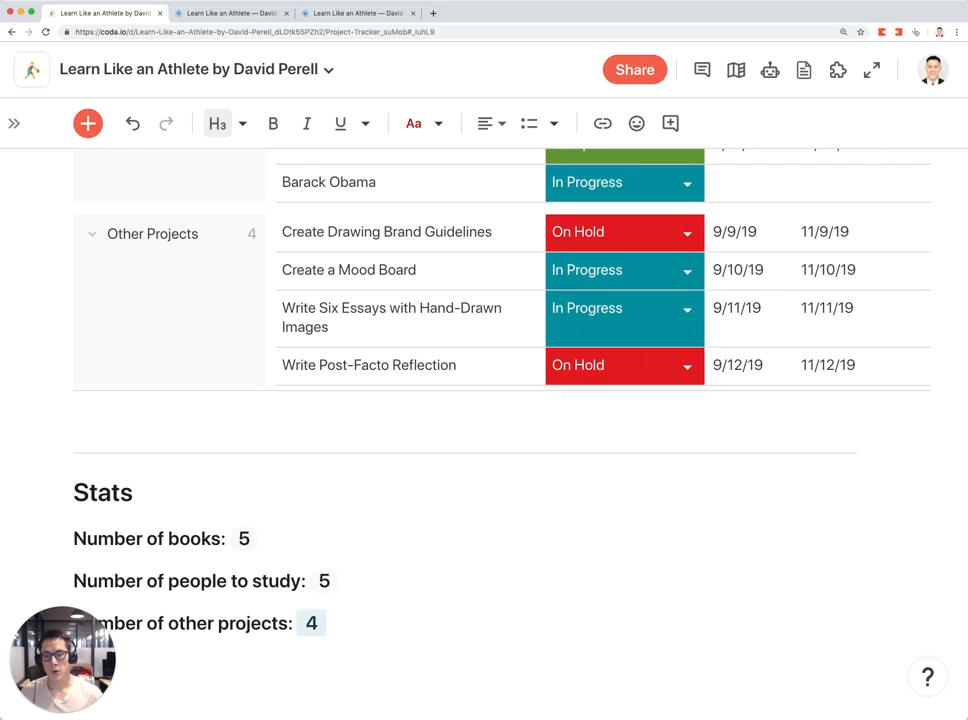 Learn Like an Athlete by David
Learn Like an Athlete — David
Learn Like an Athlete — David
https://coda.io/d/Learn-Like-an-Athlete-by-David-Perell_dLDtk5SPZh2/Project-Tracker_suMob#_luhL9
Learn Like an Athlete by David Perell
Share
H3 B I U Aa
Barack Obama In Progress
Other Projects 4 Create Drawing Brand Guidelines On Hold 9/9/19 11/9/19
Create a Mood Board In Progress 9/10/19 11/10/19
Write Six Essays with Hand-Drawn In Progress 9/11/19 11/11/19
Images
Write Post-Facto Reflection On Hold 9/12/19 11/12/19
Stats
Number of books: 5
Number of people to study: 5
mber of other projects: 4
?